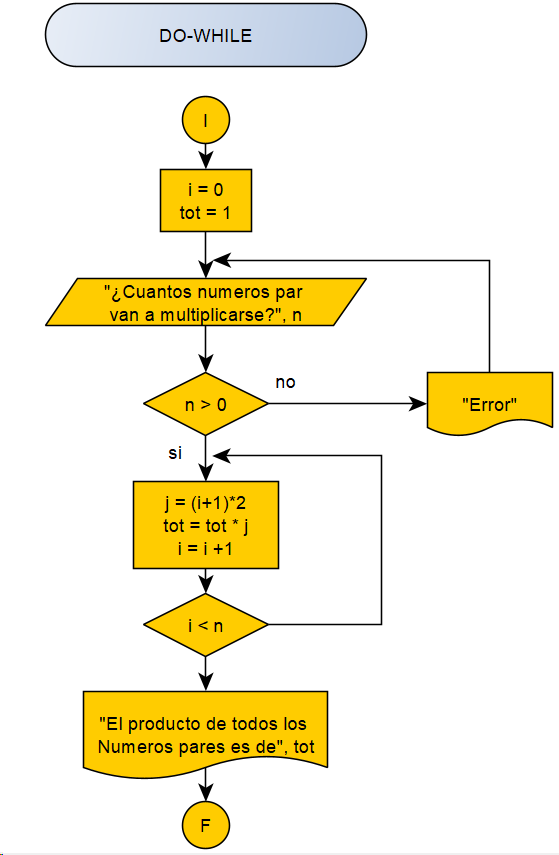 DO-WHILE
I
i = 0
tot = 1
"¿Cuantos numeros par
van a multiplicarse?", n
n > 0
no
"Error"
si
j = (i+1)*2
tot = tot * j
i = i +1
i < n
"El producto de todos los
Numeros pares es de", tot
F